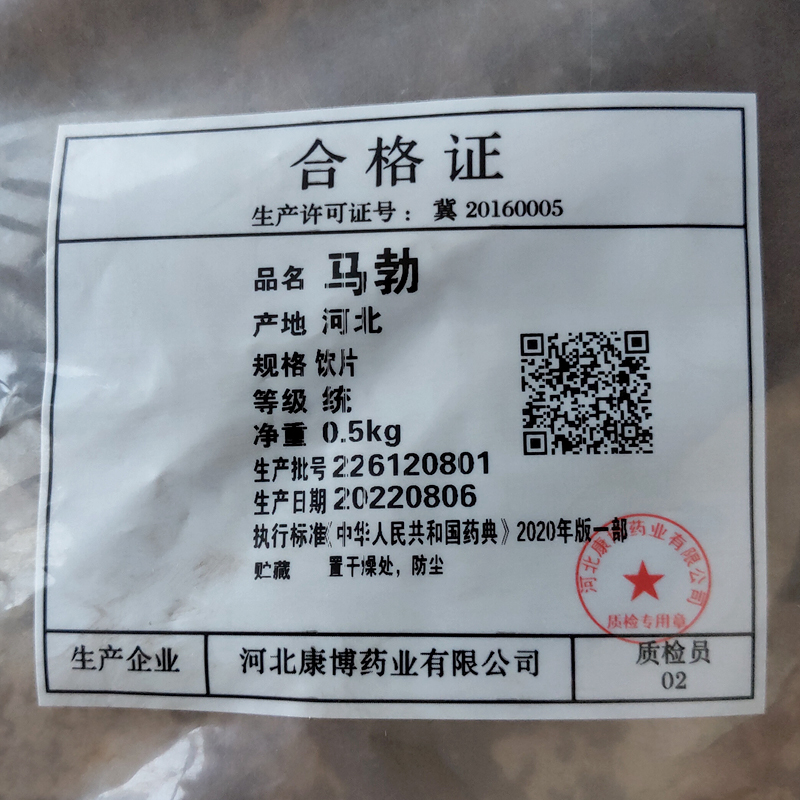 合格证
生产许可证号：冀 20160005
品名 马勃
产地 河北
规格 饮片
等级 统
净重 0.5kg
生产批号 226120801
生产日期 20220806
执行标准《中华人民共和国药典》2020年版一部
贮藏 置干燥处，防尘
河北康博药业有限公司
质检专用章
生产企业 河北康博药业有限公司 质检员
02